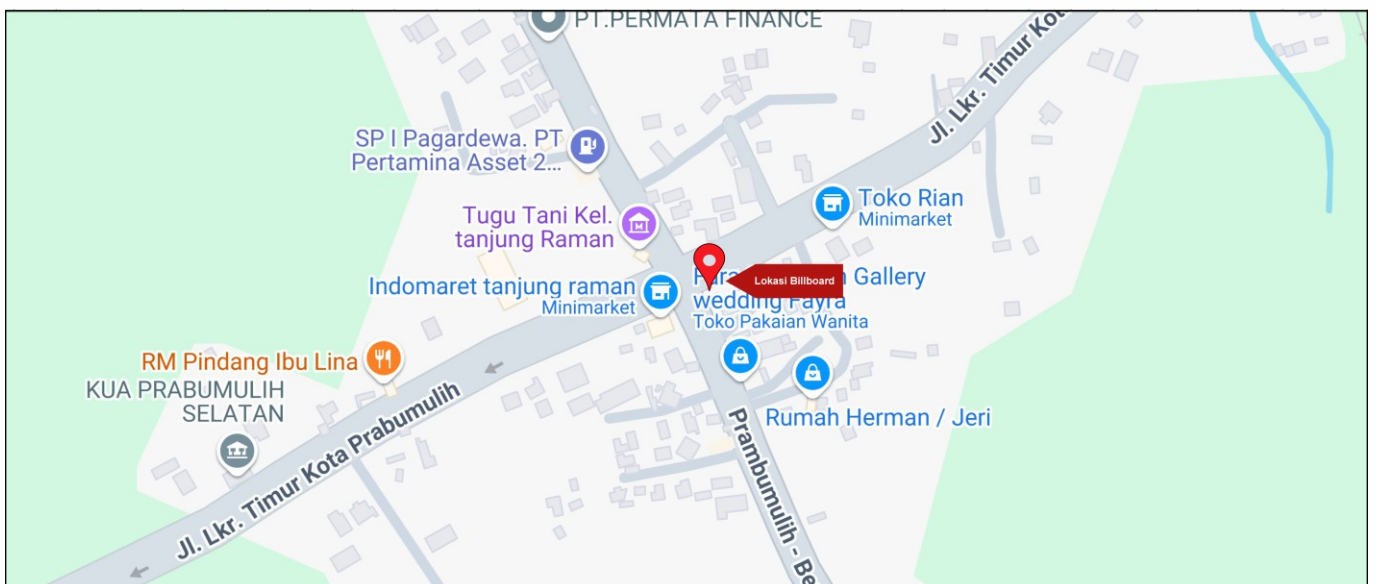 PT.PERMATA FINANCE
Jl. Lkr. Timur Kota
SP I Pagardewa. PT
Pertamina Asset 2...
Toko Rian
Minimarket
Tugu Tani Kel.
tanjung Raman
Lokasi Billboard
Gallery
wedding Fayra
Toko Pakaian Wanita
Indomaret tanjung raman
Minimarket
RM Pindang Ibu Lina
KUA PRABUMULIH
SELATAN
Rumah Herman / Jeri
Jl. Lkr. Timur Kota Prabumulih
Prambumulih - Be